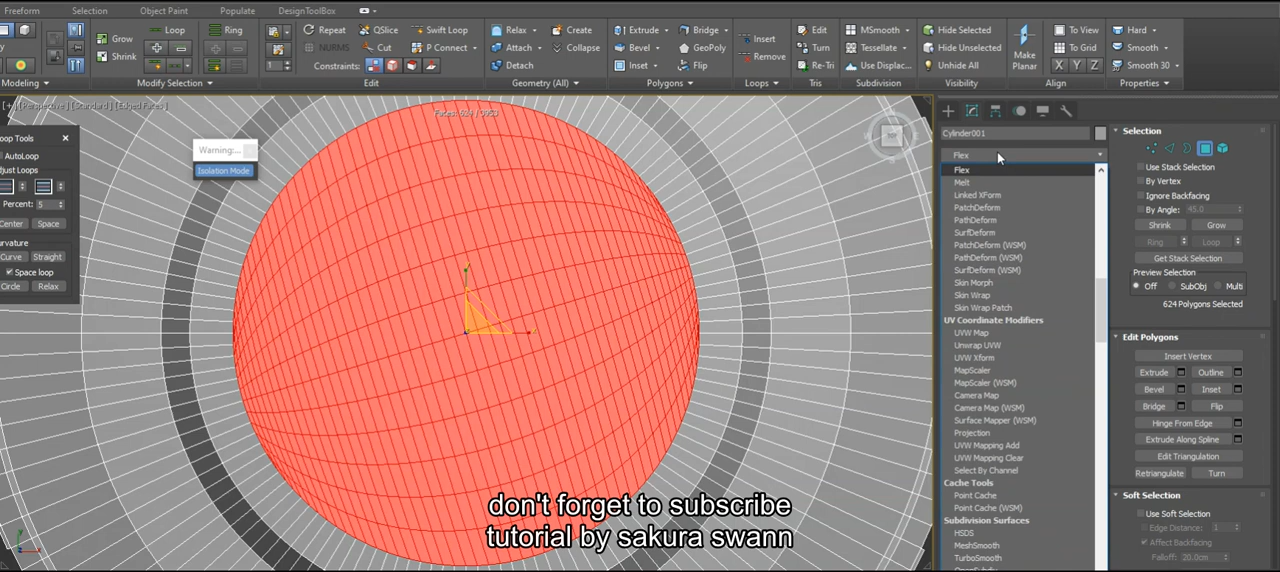 Freeform Selection Object Paint Populate DesignToolBox
Grow Loop Ring Repeat QSlice Swift Loop Relax Create Extrude Bridge Insert Edit MSmooth Hide Selected To View Hard
Shrink NURMS Cut P Connect Attach Collapse Bevel GeoPoly Remove Turn Tessellate Hide Unselected Make Planar To Grid Smooth
1 Constraints: Detach Inset Flip Re-Tri Use Displac... Unhide All X Y Z Smooth 30
Modeling Modify Selection Edit Geometry (All) Polygons Loops Tris Subdivision Visibility Align Properties
[+] [Perspective] [Standard] [Edged Faces]
oop Tools
AutoLoop
djust Loops
Percent: 5
Center Space
urvature
Curve Straight
Space loop
Circle Relax
Warning:...
Isolation Mode
Cylinder001
Flex
Flex
Melt
Linked XForm
PatchDeform
PathDeform
SurfDeform
PatchDeform (WSM)
PathDeform (WSM)
SurfDeform (WSM)
Skin Morph
Skin Wrap
Skin Wrap Patch
UV Coordinate Modifiers
UVW Map
Unwrap UVW
UVW Xform
MapScaler
MapScaler (WSM)
Camera Map
Camera Map (WSM)
Surface Mapper (WSM)
Projection
UVW Mapping Add
UVW Mapping Clear
Select By Channel
Cache Tools
Point Cache
Point Cache (WSM)
Subdivision Surfaces
HSDS
MeshSmooth
TurboSmooth
Selection
Use Stack Selection
By Vertex
Ignore Backfacing
By Angle: 45.0
Shrink Grow
Ring Loop
Get Stack Selection
Preview Selection
Off SubObj Multi
624 Polygons Selected
Edit Polygons
Insert Vertex
Extrude Outline
Bevel Inset
Bridge Flip
Hinge From Edge
Extrude Along Spline
Edit Triangulation
Retriangulate Turn
Soft Selection
Use Soft Selection
Edge Distance: 1
Affect Backfacing
Falloff: 20.0cm
don't forget to subscribe
tutorial by sakura swann